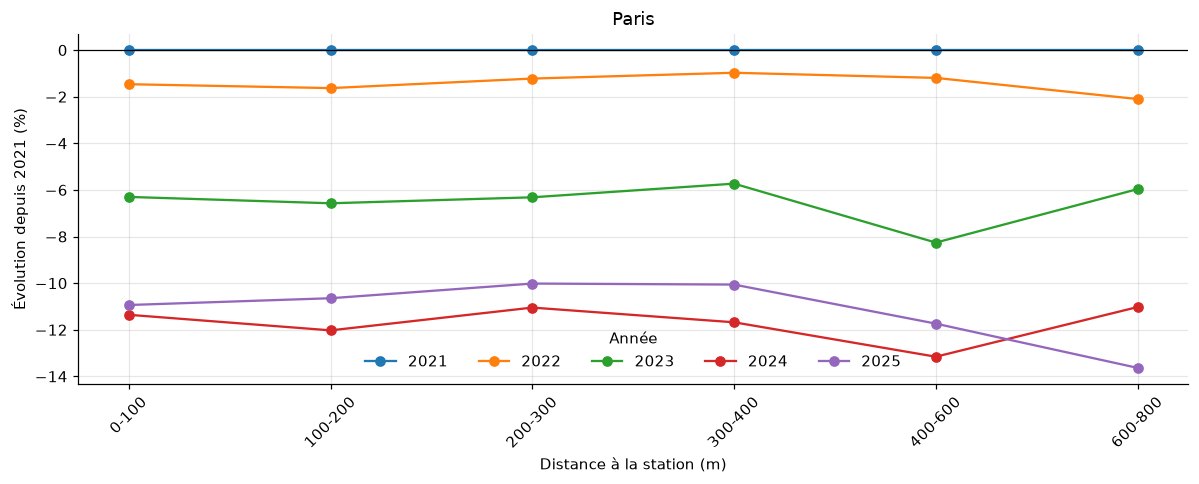 Paris
Évolution depuis 2021 (%)
0
−2
−4
−6
−8
−10
−12
−14
Année
2021 2022 2023 2024 2025
0-100 100-200 200-300 300-400 400-600 600-800
Distance à la station (m)